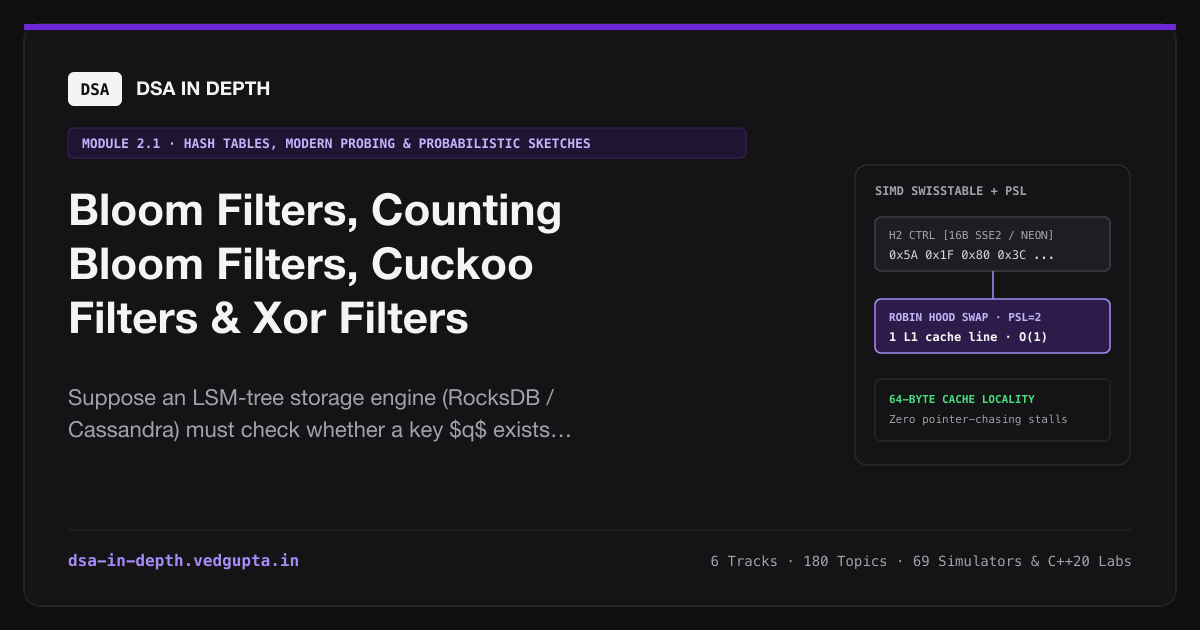 DSA
DSA IN DEPTH
MODULE 2.1 · HASH TABLES, MODERN PROBING & PROBABILISTIC SKETCHES
Bloom Filters, Counting
Bloom Filters, Cuckoo
Filters & Xor Filters
Suppose an LSM-tree storage engine (RocksDB /
Cassandra) must check whether a key $q$ exists…
SIMD SWISSTABLE + PSL
H2 CTRL [16B SSE2 / NEON]
0x5A 0x1F 0x80 0x3C ...
ROBIN HOOD SWAP · PSL=2
1 L1 cache line · O(1)
64-BYTE CACHE LOCALITY
Zero pointer-chasing stalls
dsa-in-depth.vedgupta.in
6 Tracks · 180 Topics · 69 Simulators & C++20 Labs